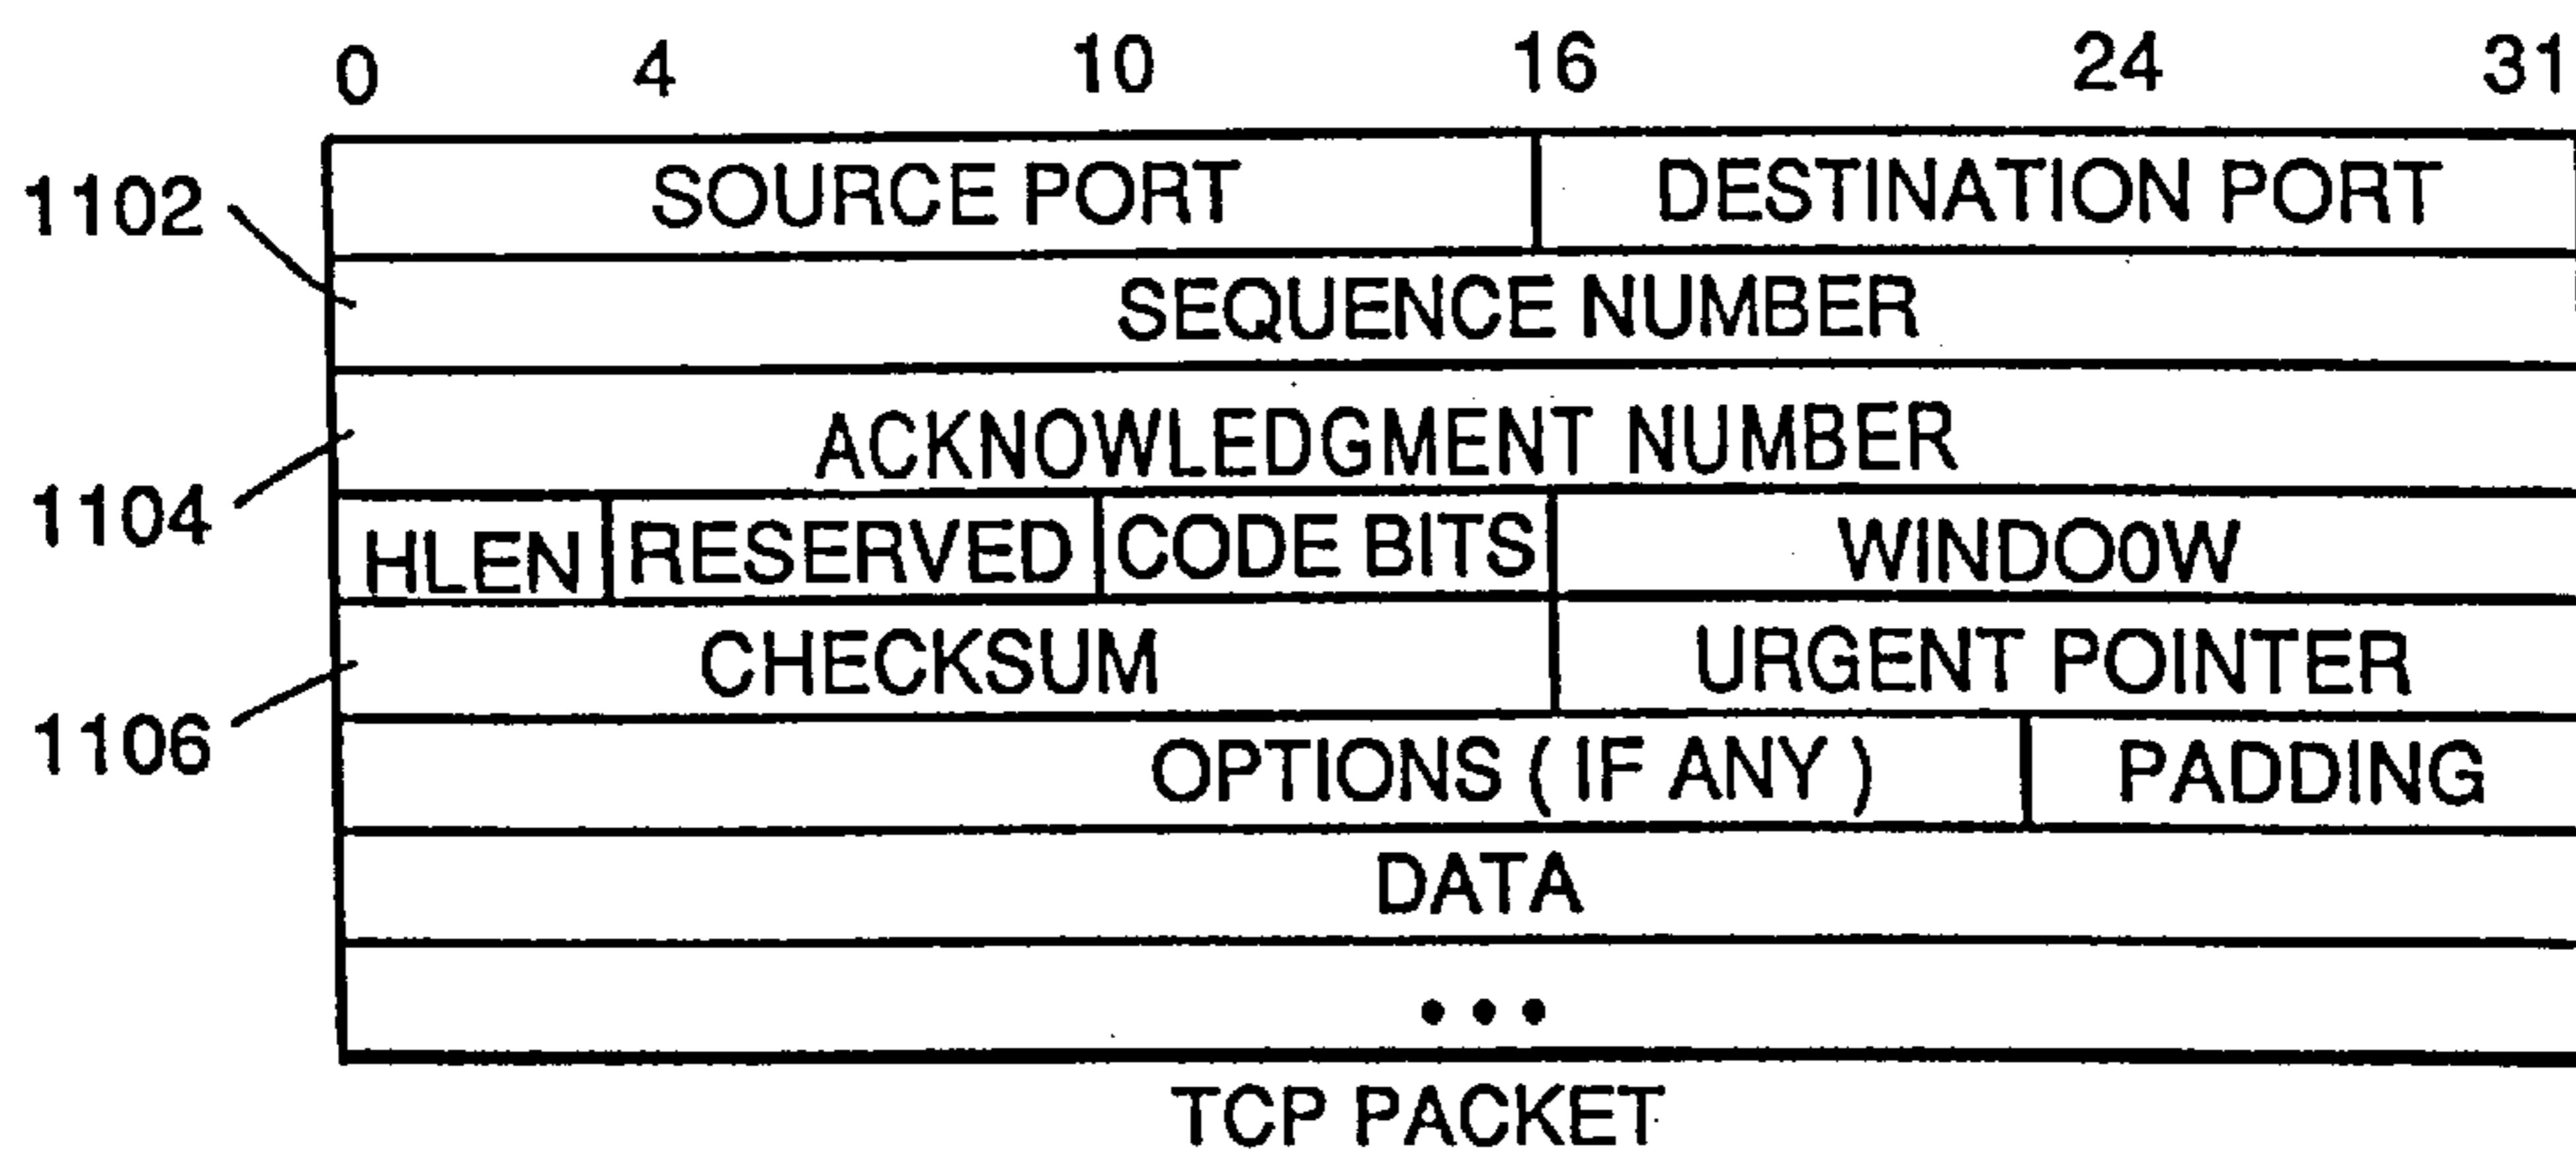 0 4 10 16 24 31
SOURCE PORT DESTINATION PORT
1102
SEQUENCE NUMBER
ACKNOWLEDGMENT NUMBER
1104
HLEN RESERVED CODE BITS WINDO0W
CHECKSUM URGENT POINTER
1106
OPTIONS ( IF ANY ) PADDING
DATA
• • •
TCP PACKET